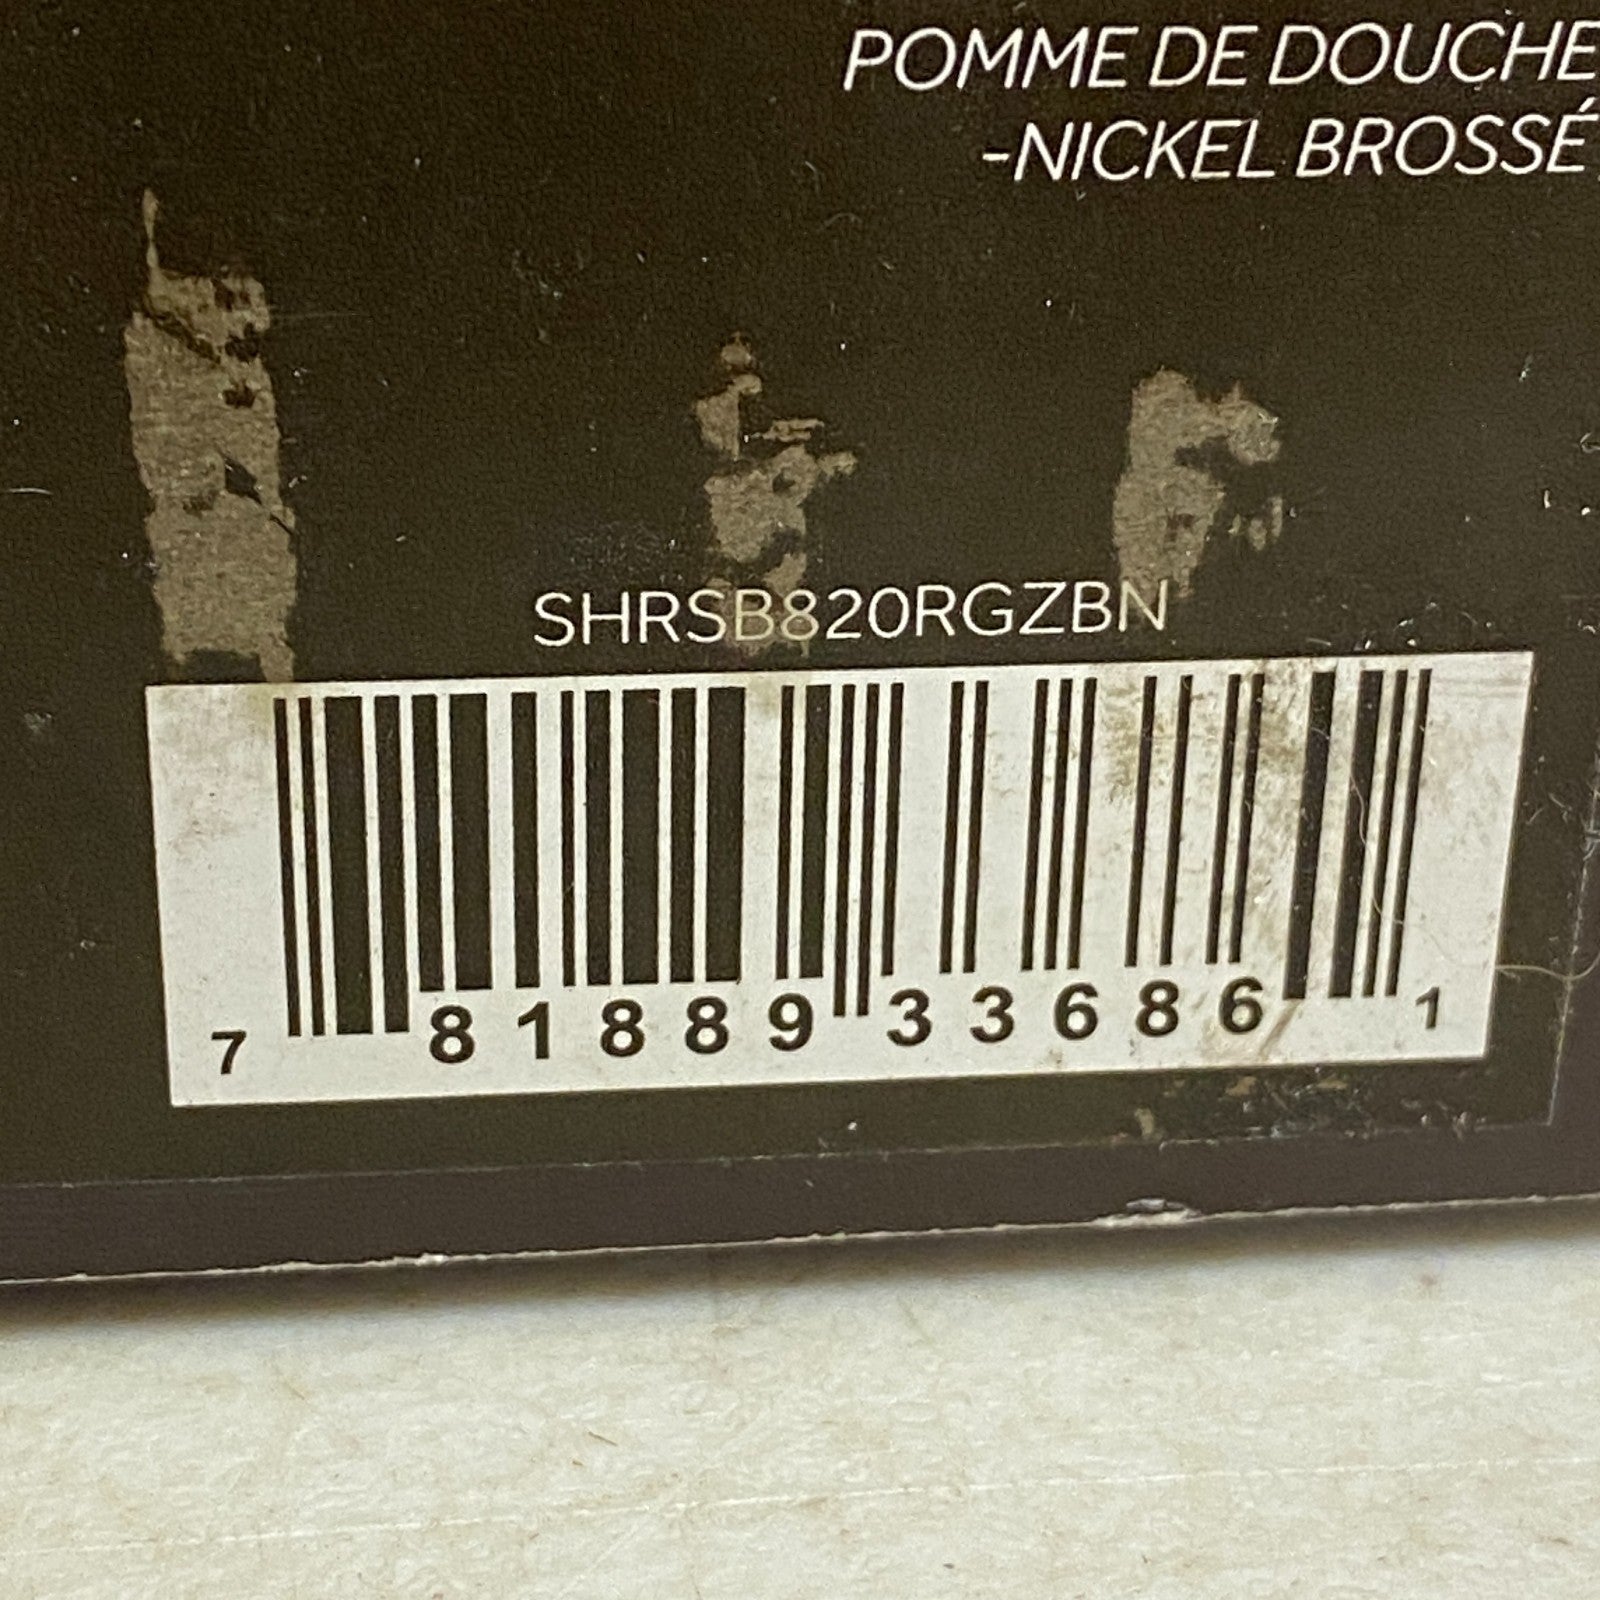 POMME DE DOUCHE
-NICKEL BROSSÉ
SHRSB820RGZBN
7 81889 33686 1